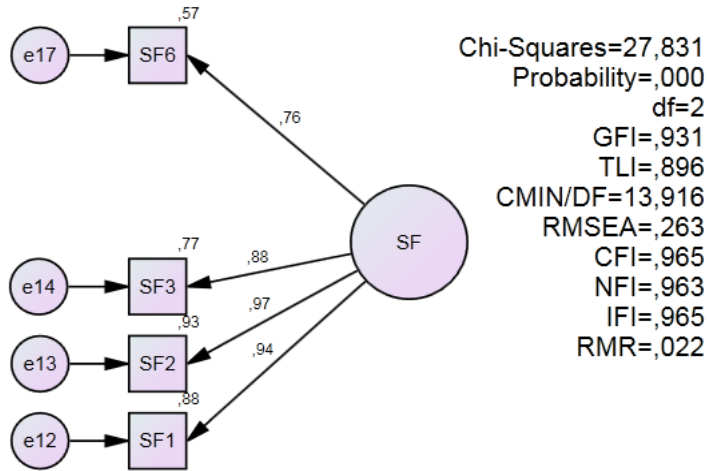 ,57
e17
SF6
,76
,77
e14
SF3
,88
SF
,93
e13
SF2
,97
,88
e12
SF1
,94
Chi-Squares=27,831
Probability=,000
df=2
GFI=,931
TLI=,896
CMIN/DF=13,916
RMSEA=,263
CFI=,965
NFI=,963
IFI=,965
RMR=,022